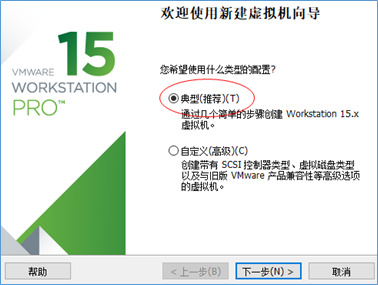 欢迎使用新建虚拟机向导
VMWARE
WORKSTATION
PRO™
15
您希望使用什么类型的配置?
典型(推荐)(T)
通过几个简单的步骤创建 Workstation 15.x
虚拟机。
自定义(高级)(C)
创建带有 SCSI 控制器类型、虚拟磁盘类型
以及与旧版 VMware 产品兼容性等高级选项
的虚拟机。
帮助
< 上一步(B)
下一步(N) >
取消